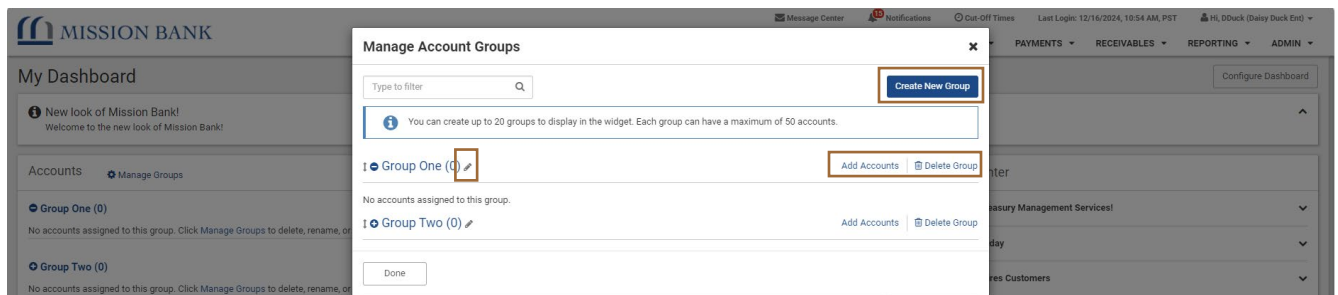 Message Center 15 Notifications Cut-Off Times Last Login: 12/16/2024, 10:54 AM, PST Hi, DDuck (Daisy Duck Ent)
MISSION BANK
PAYMENTS RECEIVABLES REPORTING ADMIN
Manage Account Groups
My Dashboard
Configure Dashboard
Type to filter
Create New Group
New look of Mission Bank!
Welcome to the new look of Mission Bank!
You can create up to 20 groups to display in the widget. Each group can have a maximum of 50 accounts.
Accounts Manage Groups
Group One (0)
Add Accounts Delete Group
No accounts assigned to this group.
Group Two (0)
Add Accounts Delete Group
Done
Group One (0)
No accounts assigned to this group. Click Manage Groups to delete, rename, or
Group Two (0)
No accounts assigned to this group. Click Manage Groups to delete, rename, or
nter
easury Management Services!
day
res Customers